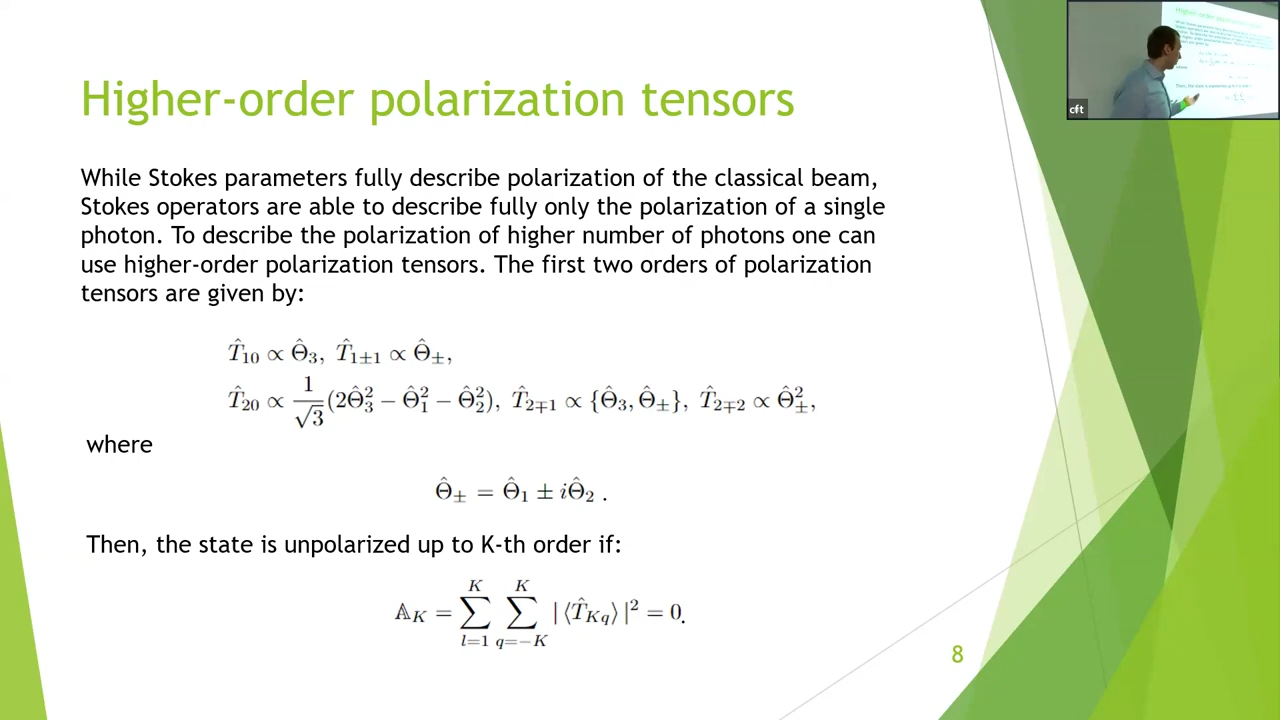 Higher-order polarization tensors
cft
While Stokes parameters fully describe polarization of the classical beam,
Stokes operators are able to describe fully only the polarization of a single
photon. To describe the polarization of higher number of photons one can
use higher-order polarization tensors. The first two orders of polarization
tensors are given by:
T̂₁₀ ∝ Θ̂₃, T̂₁±₁ ∝ Θ̂±,
T̂₂₀ ∝ 1/√3 (2Θ̂₃² − Θ̂₁² − Θ̂₂²), T̂₂∓₁ ∝ {Θ̂₃, Θ̂±}, T̂₂∓₂ ∝ Θ̂±²,
where
Θ̂± = Θ̂₁ ± iΘ̂₂ .
Then, the state is unpolarized up to K-th order if:
𝔸_K = ∑_{l=1}^{K} ∑_{q=−K}^{K} | ⟨T̂_{Kq}⟩ |² = 0.
8